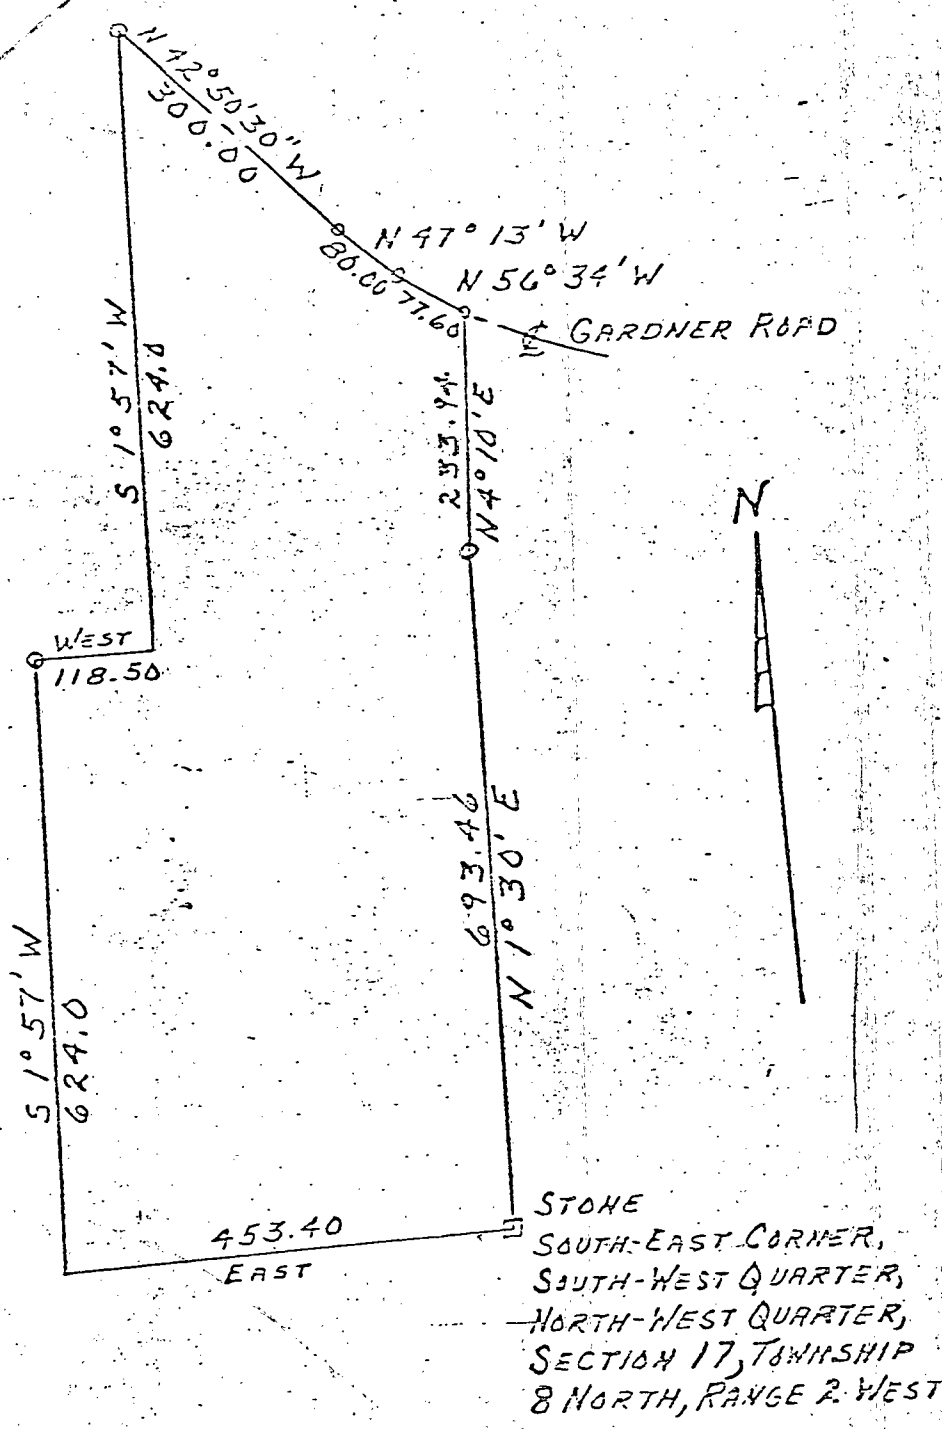 N 42°50'30" W
300.00
N 47° 13' W
80.00
N 56° 34' W
77.60
GARDNER ROAD
S 1° 57' W
624.0
N 4° 10' E
N
WEST
118.50
693.46
N 1° 30' E
S 1° 57' W
624.0
453.40
EAST
STONE
SOUTH-EAST CORNER,
SOUTH-WEST QUARTER,
NORTH-WEST QUARTER,
SECTION 17, TOWNSHIP
8 NORTH, RANGE 2 WEST